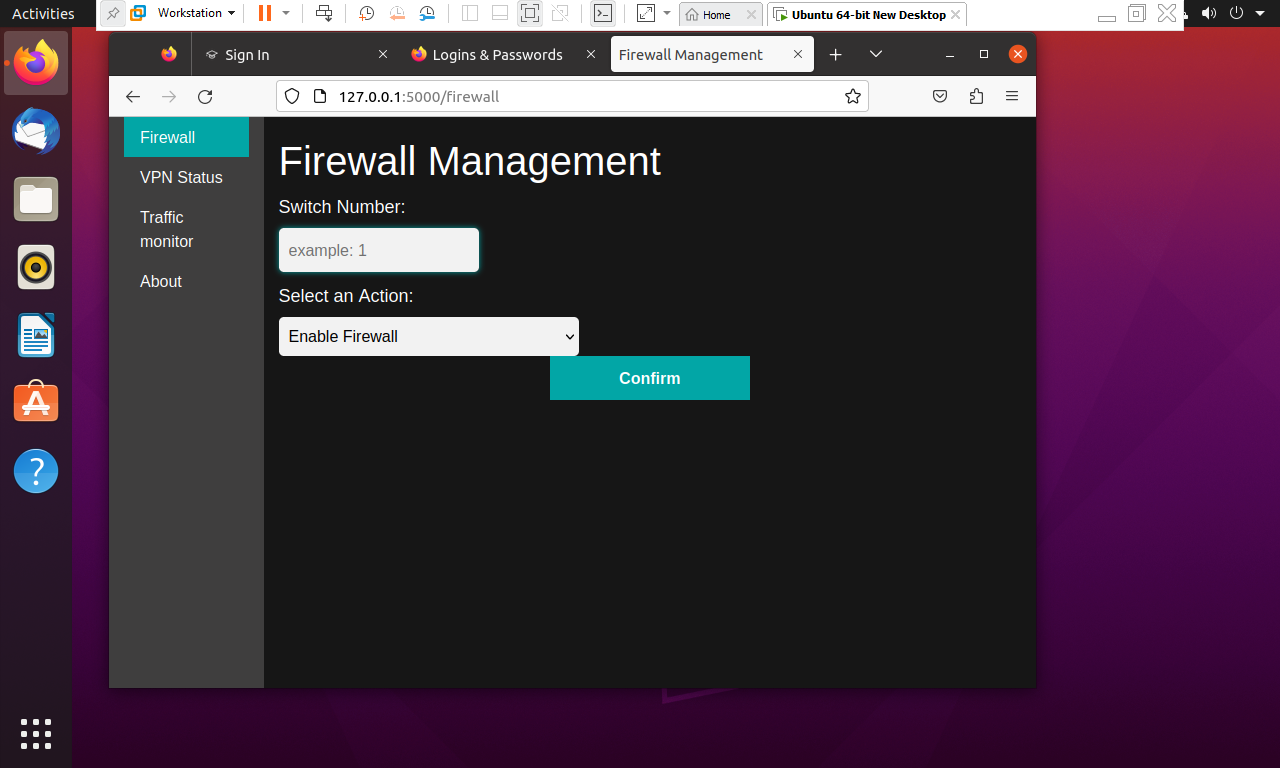 Activities
Workstation
Home
Ubuntu 64-bit New Desktop
Sign In
Logins & Passwords
Firewall Management
127.0.0.1:5000/firewall
Firewall
VPN Status
Traffic
monitor
About
Firewall Management
Switch Number:
example: 1
Select an Action:
Enable Firewall
Confirm